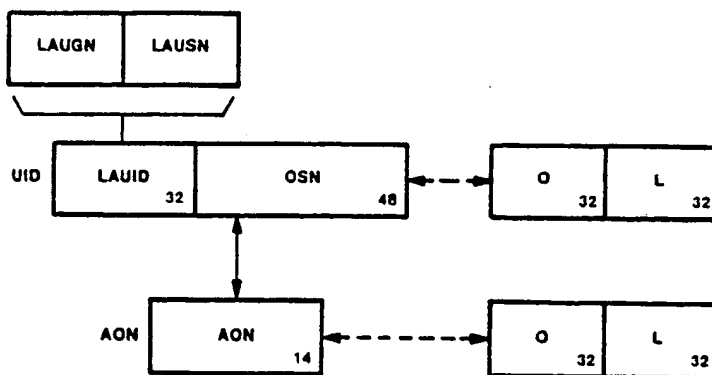 LAUGN LAUSN
UID LAUID 32 OSN 48 O 32 L 32
AON AON 14 O 32 L 32